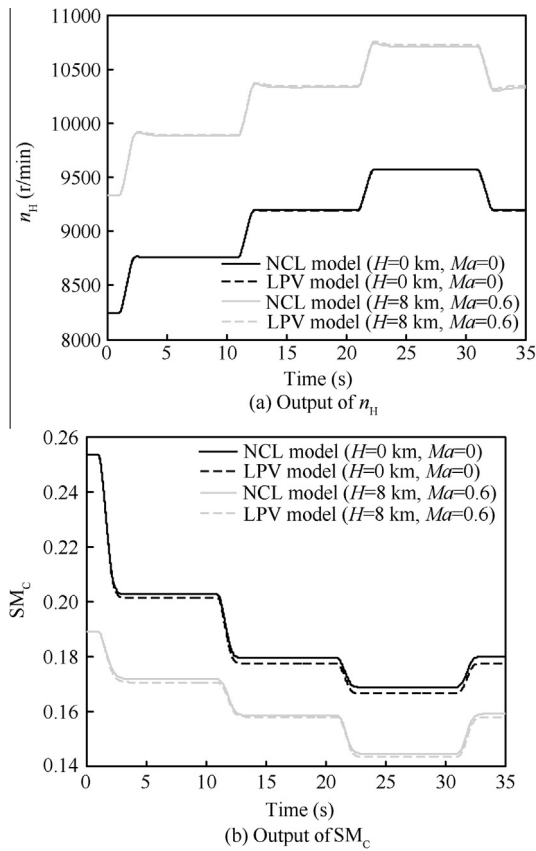 11000
10500
10000
9500
9000
8500
8000
n_H (r/min)
NCL model (H=0 km, Ma=0)
LPV model (H=0 km, Ma=0)
NCL model (H=8 km, Ma=0.6)
LPV model (H=8 km, Ma=0.6)
0 5 10 15 20 25 30 35
Time (s)
(a) Output of n_H
0.26
0.24
0.22
0.20
0.18
0.16
0.14
SM_C
NCL model (H=0 km, Ma=0)
LPV model (H=0 km, Ma=0)
NCL model (H=8 km, Ma=0.6)
LPV model (H=8 km, Ma=0.6)
0 5 10 15 20 25 30 35
Time (s)
(b) Output of SM_C